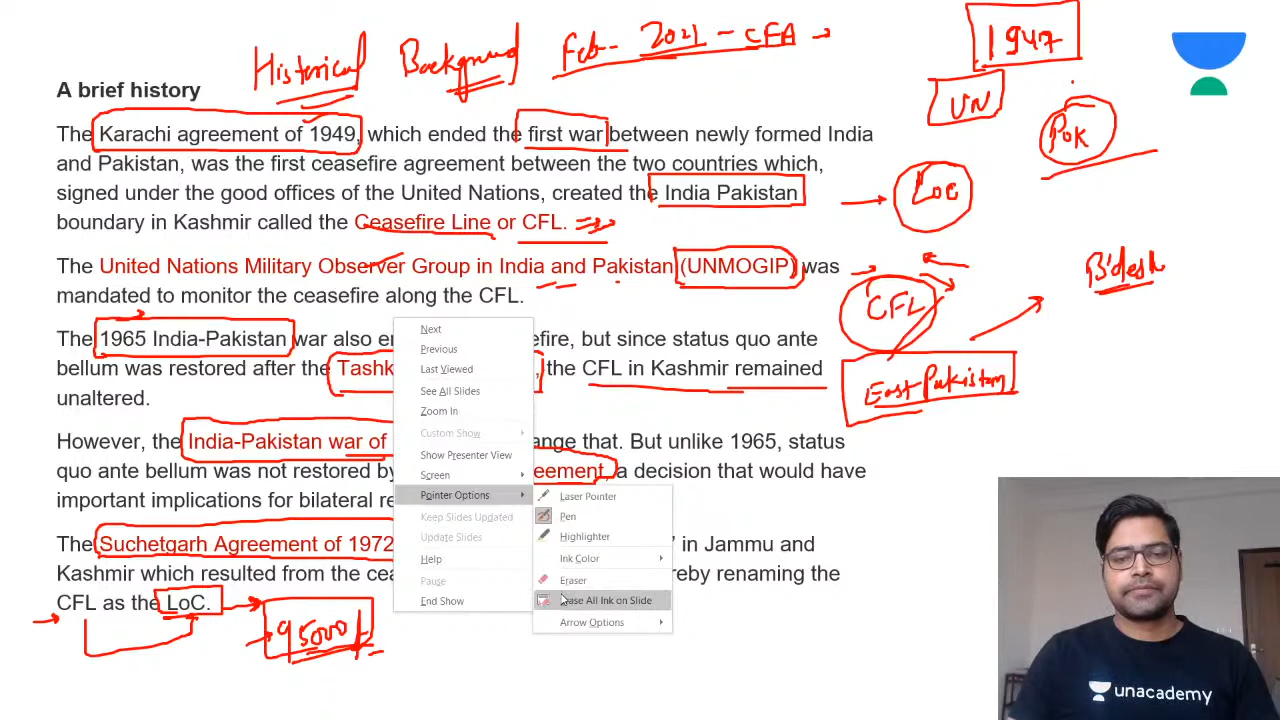 Historical Background Feb- 2021 - CFA
1947
UN
POK
A brief history
The Karachi agreement of 1949, which ended the first war between newly formed India
and Pakistan, was the first ceasefire agreement between the two countries which,
signed under the good offices of the United Nations, created the India Pakistan
boundary in Kashmir called the Ceasefire Line or CFL.
LOC
The United Nations Military Observer Group in India and Pakistan (UNMOGIP) was
mandated to monitor the ceasefire along the CFL.
CFL
B'desh
The 1965 India-Pakistan war also en efire, but since status quo ante
bellum was restored after the Tashk , the CFL in Kashmir remained
unaltered.
East Pakistan
However, the India-Pakistan war of ange that. But unlike 1965, status
quo ante bellum was not restored by eement, a decision that would have
important implications for bilateral re
The Suchetgarh Agreement of 1972 in Jammu and
Kashmir which resulted from the cea reby renaming the
CFL as the LoC.
95000
Next
Previous
Last Viewed
See All Slides
Zoom In
Custom Show
Show Presenter View
Screen
Pointer Options
Keep Slides Updated
Update Slides
Help
Pause
End Show
Laser Pointer
Pen
Highlighter
Ink Color
Eraser
Erase All Ink on Slide
Arrow Options
unacademy